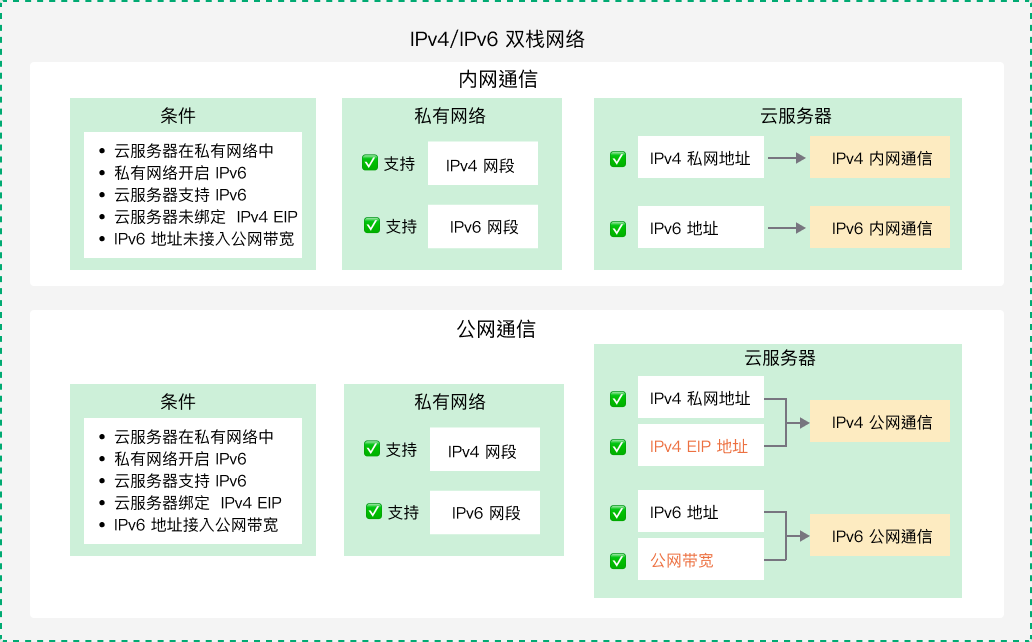 IPv4/IPv6 双栈网络
内网通信
条件
• 云服务器在私有网络中
• 私有网络开启 IPv6
• 云服务器支持 IPv6
• 云服务器未绑定 IPv4 EIP
• IPv6 地址未接入公网带宽
私有网络
✅ 支持 IPv4 网段
✅ 支持 IPv6 网段
云服务器
✅ IPv4 私网地址 IPv4 内网通信
✅ IPv6 地址 IPv6 内网通信
公网通信
条件
• 云服务器在私有网络中
• 私有网络开启 IPv6
• 云服务器支持 IPv6
• 云服务器绑定 IPv4 EIP
• IPv6 地址接入公网带宽
私有网络
✅ 支持 IPv4 网段
✅ 支持 IPv6 网段
云服务器
✅ IPv4 私网地址
✅ IPv4 EIP 地址
IPv4 公网通信
✅ IPv6 地址
✅ 公网带宽
IPv6 公网通信